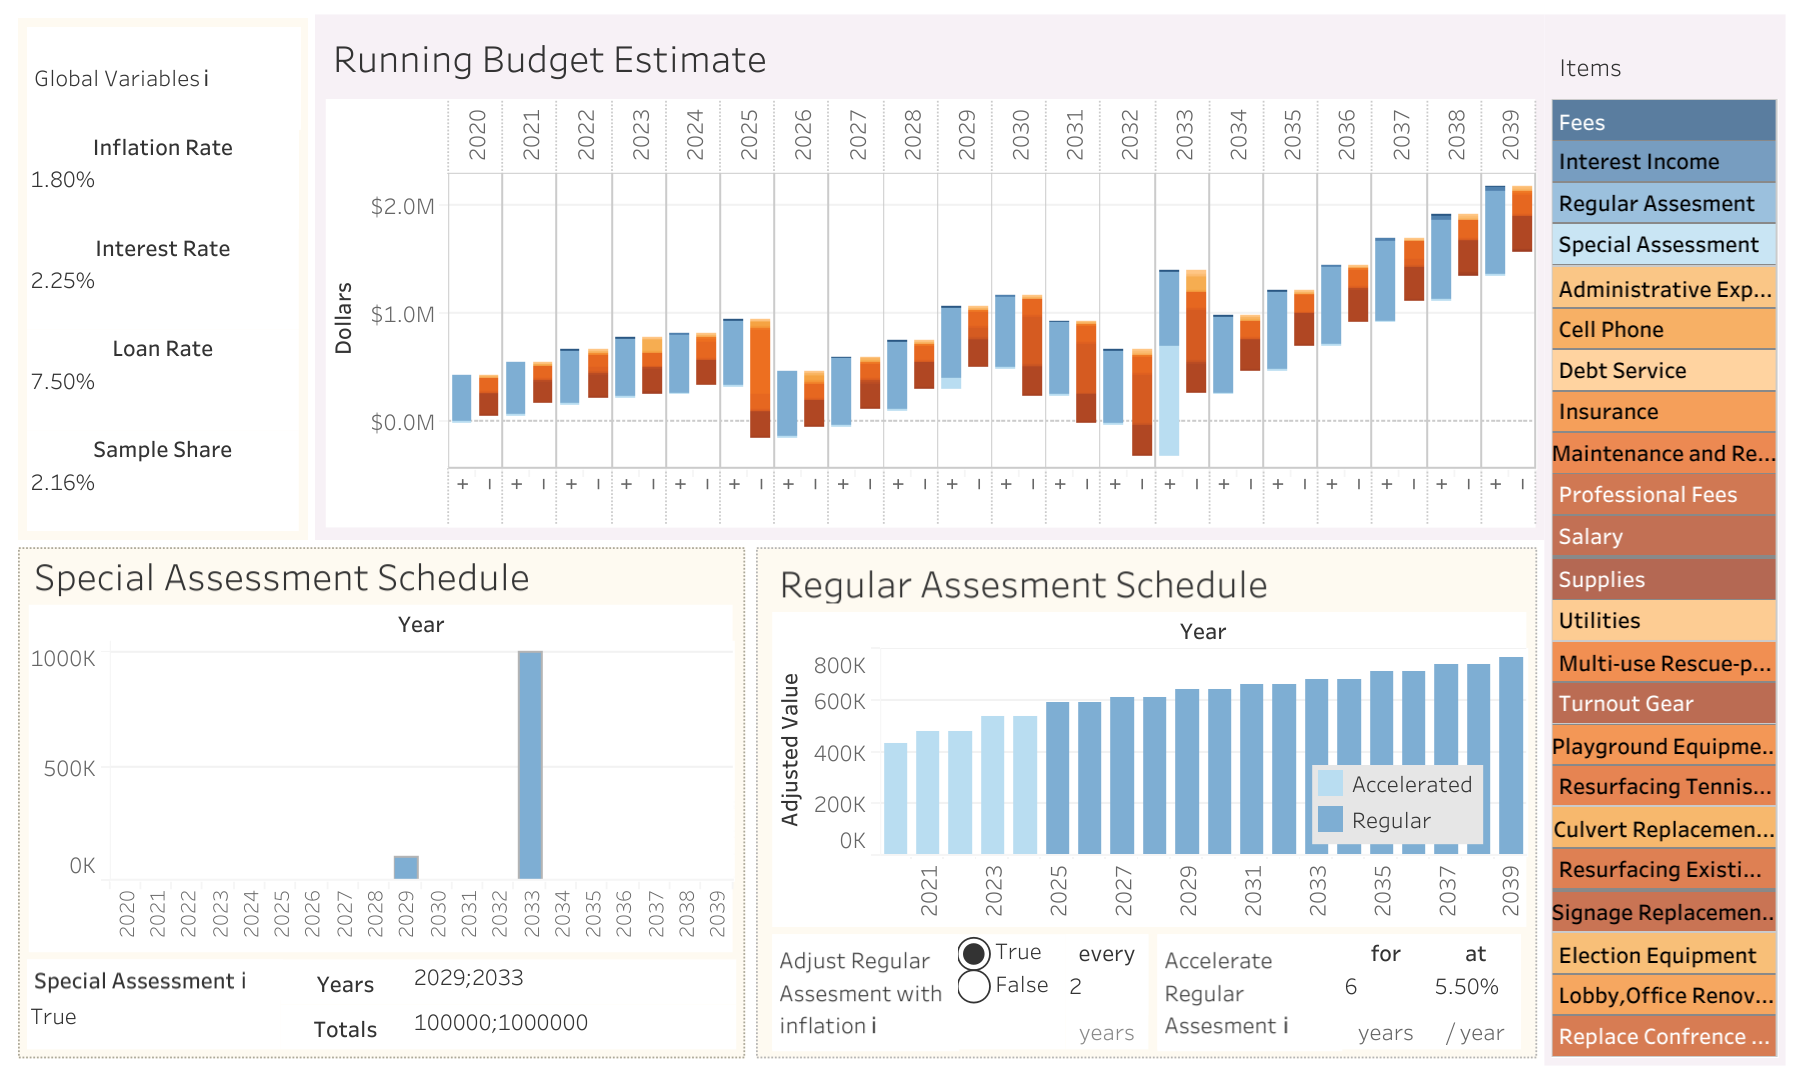 Global Variables i
Inflation Rate
1.80%
Interest Rate
2.25%
Loan Rate
7.50%
Sample Share
2.16%
Running Budget Estimate
2020 2021 2022 2023 2024 2025 2026 2027 2028 2029 2030 2031 2032 2033 2034 2035 2036 2037 2038 2039
Dollars
$2.0M
$1.0M
$0.0M
+ – + – + – + – + – + – + – + – + – + – + – + – + – + – + – + – + – + – + – + –
Items
Fees
Interest Income
Regular Assesment
Special Assessment
Administrative Exp...
Cell Phone
Debt Service
Insurance
Maintenance and Re...
Professional Fees
Salary
Supplies
Utilities
Multi-use Rescue-p...
Turnout Gear
Playground Equipme..
Resurfacing Tennis...
Culvert Replacemen...
Resurfacing Existi...
Signage Replacemen..
Election Equipment
Lobby,Office Renov...
Replace Confrence ...
Special Assessment Schedule
Year
1000K
500K
0K
2020 2021 2022 2023 2024 2025 2026 2027 2028 2029 2030 2031 2032 2033 2034 2035 2036 2037 2038 2039
Special Assessment i
True
Years 2029;2033
Totals 100000;1000000
Regular Assesment Schedule
Year
Adjusted Value
800K
600K
400K
200K
0K
Accelerated
Regular
2021 2023 2025 2027 2029 2031 2033 2035 2037 2039
Adjust Regular
Assesment with
inflation i
True
False
every
2
years
Accelerate
Regular
Assesment i
for
6
years
at
5.50%
/ year